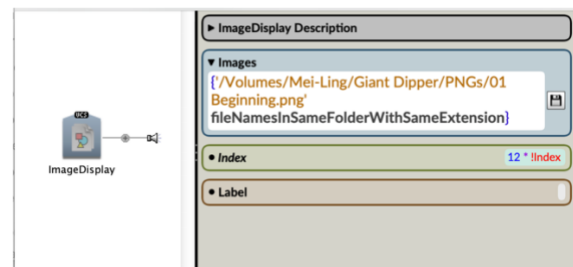 ▸ ImageDisplay Description
▾ Images
{'/Volumes/Mei-Ling/Giant Dipper/PNGs/01
Beginning.png'
fileNamesInSameFolderWithSameExtension}
ImageDisplay
• Index
12 * !Index
• Label